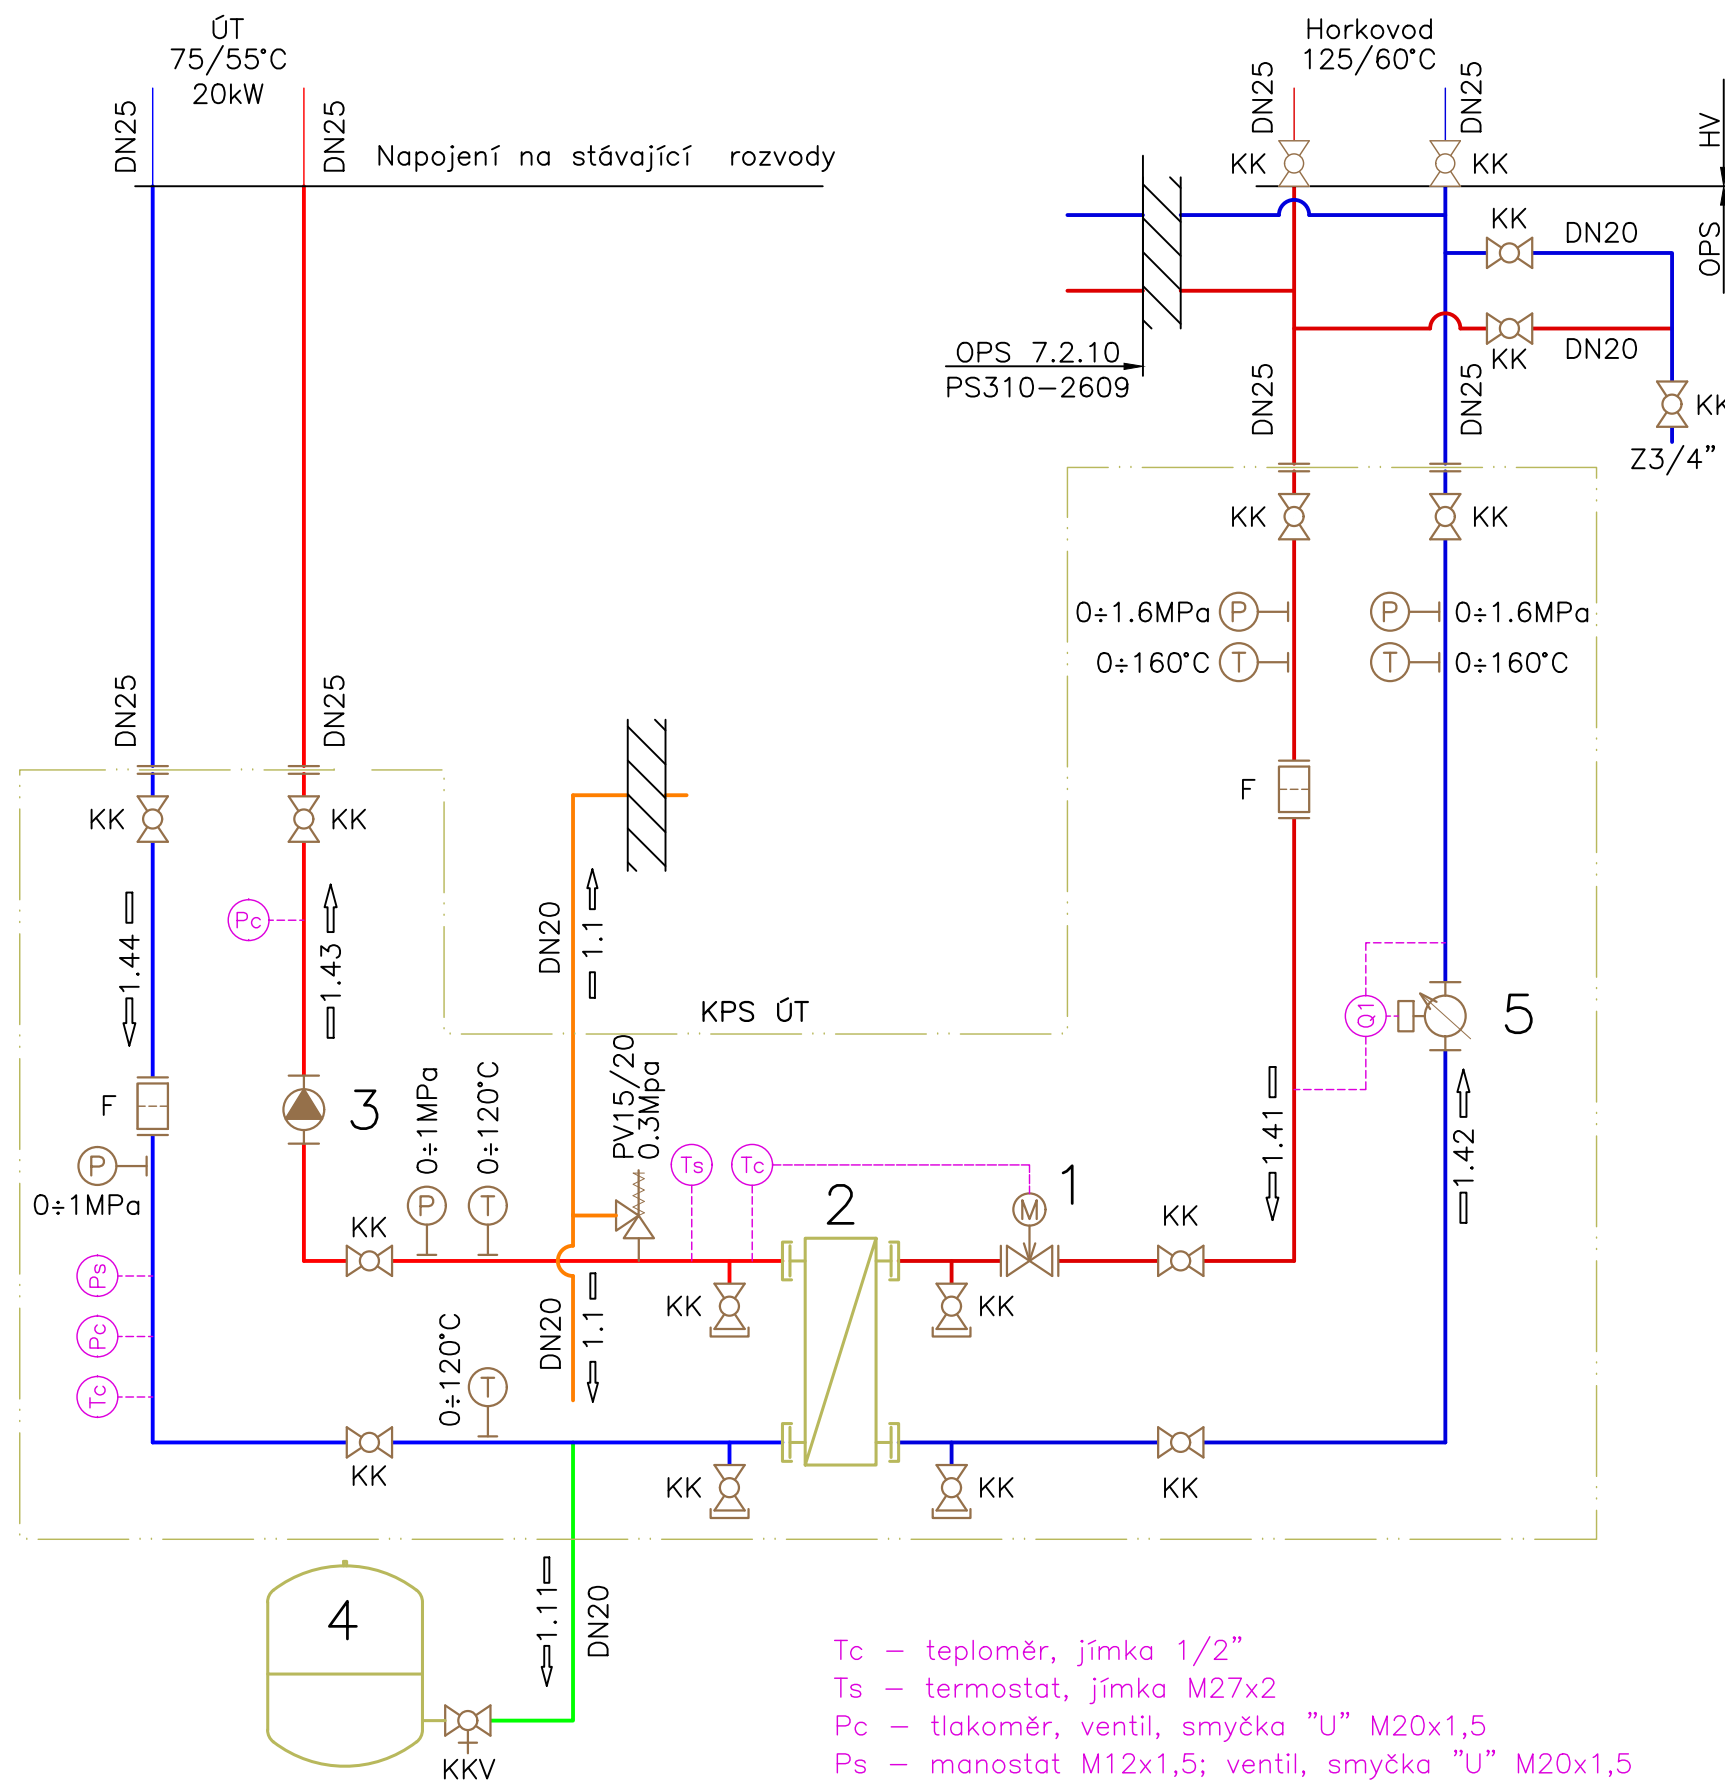 ÚT
75/55°C
20kW
DN25
DN25
Napojení na stávající rozvody
Horkovod
125/60°C
DN25
DN25
KK
KK
HV
OPS
KK
DN20
KK
DN20
KK
Z3/4"
OPS 7.2.10
PS310-2609
DN25
DN25
KK
KK
0÷1.6MPa
P
P
0÷1.6MPa
0÷160°C
T
T
0÷160°C
DN25
DN25
KK
KK
F
Pc
1.44
1.43
DN20
1.1
KPS ÚT
Q1
5
F
3
P
0÷1MPa
0÷1MPa
P
0÷120°C
T
PV15/20
0.3Mpa
Ts
Tc
M
1
2
1.41
1.42
KK
KK
Ps
Pc
Tc
KK
KK
DN20
1.1
0÷120°C
T
KK
KK
KK
KK
4
1.11
DN20
KKV
Tc – teploměr, jímka 1/2"
Ts – termostat, jímka M27x2
Pc – tlakoměr, ventil, smyčka "U" M20x1,5
Ps – manostat M12x1,5; ventil, smyčka "U" M20x1,5